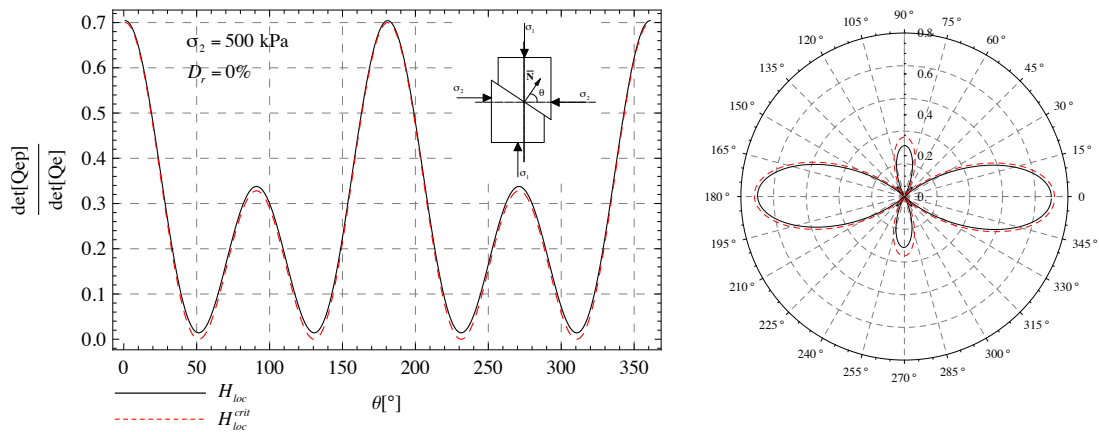 0.7
0.6
0.5
0.4
0.3
0.2
0.1
0.0
det[Qep]
det[Qe]
σ₂ = 500 kPa
D_r = 0%
σ₁
N̅
θ
σ₂
σ₂
σ₁
0 50 100 150 200 250 300 350
θ[°]
H_loc
H_loc^crit
90° 75° 60° 45° 30° 15° 0
345° 330° 315° 300° 285° 270° 255° 240° 225° 210° 195° 180° 165° 150° 135° 120° 105°
0.8
0.6
0.4
0.2
0